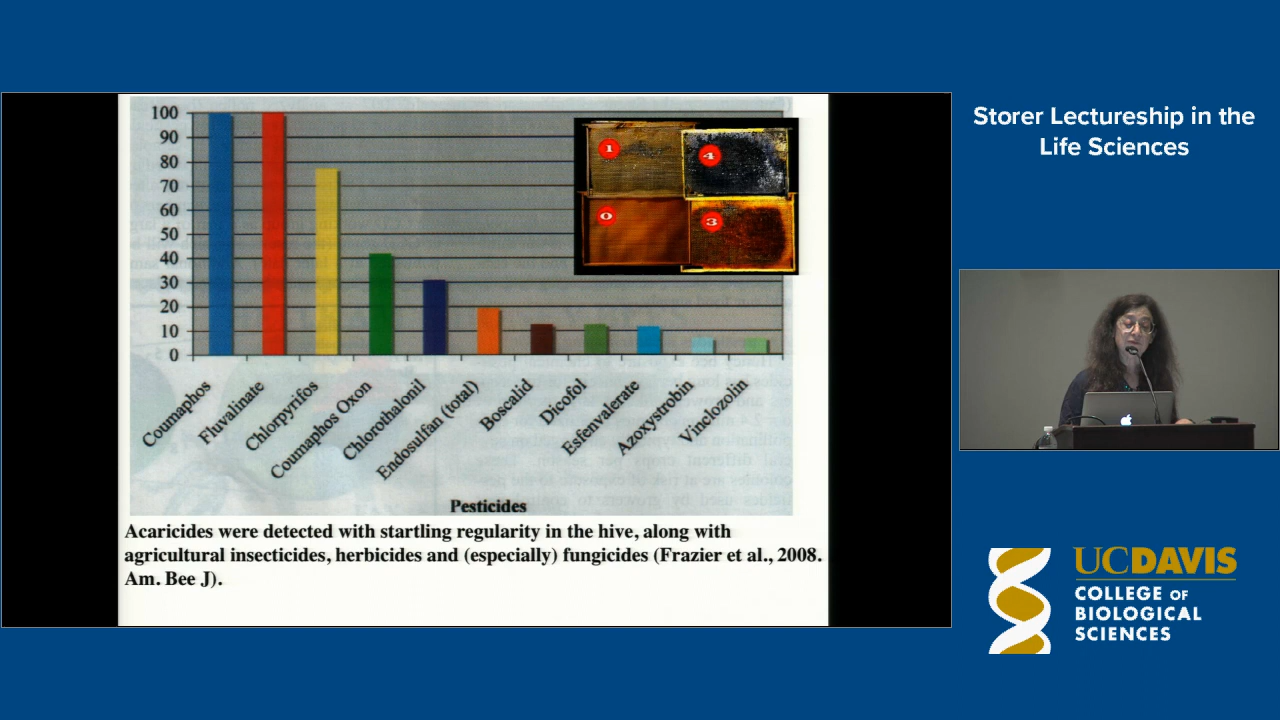 100
90
80
70
60
50
40
30
20
10
0
1
4
0
3
Coumaphos
Fluvalinate
Chlorpyrifos
Coumaphos Oxon
Chlorothalonil
Endosulfan (total)
Boscalid
Dicofol
Esfenvalerate
Azoxystrobin
Vinclozolin
Pesticides
Acaricides were detected with startling regularity in the hive, along with
agricultural insecticides, herbicides and (especially) fungicides (Frazier et al., 2008.
Am. Bee J).
Storer Lectureship in the
Life Sciences
UCDAVIS
COLLEGE OF
BIOLOGICAL
SCIENCES